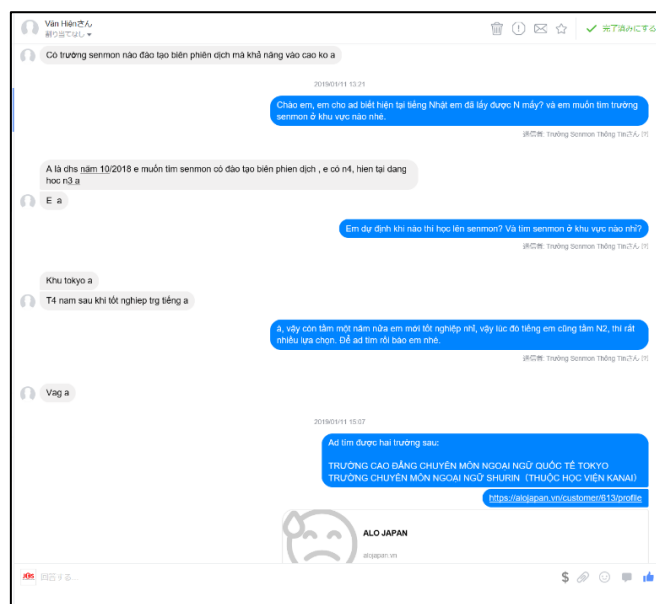 Văn Hiệnさん
割り当てなし
完了済みにする
Có trường senmon nào đào tạo biên phiên dịch mà khả năng vào cao ko a
2019/01/11 13:21
Chào em, em cho ad biết hiện tại tiếng Nhật em đã lấy được N mấy? và em muốn tìm trường
senmon ở khu vực nào nhé.
送信者: Trường Senmon Thông Tinさん
A là dhs năm 10/2018 e muốn tìm senmon có đào tạo biên phien dịch , e có n4, hien tại dang
hoc n3 a
E a
Em dự định khi nào thi học lên senmon? Và tìm senmon ở khu vực nào nhỉ?
送信者: Trường Senmon Thông Tinさん
Khu tokyo a
T4 nam sau khi tốt nghiep trg tiếng a
à, vậy còn tầm một năm nữa em mới tốt nghiệp nhỉ, vậy lúc đó tiếng em cũng tầm N2, thì rất
nhiều lựa chọn. Để ad tìm rồi báo em nhé.
送信者: Trường Senmon Thông Tinさん
Vag a
2019/01/11 15:07
Ad tìm được hai trường sau:
TRƯỜNG CAO ĐẲNG CHUYÊN MÔN NGOẠI NGỮ QUỐC TẾ TOKYO
TRƯỜNG CHUYÊN MÔN NGOẠI NGỮ SHURIN (THUỘC HỌC VIỆN KANAI)
https://alojapan.vn/customer/613/profile
ALO JAPAN
alojapan.vn
回答する...